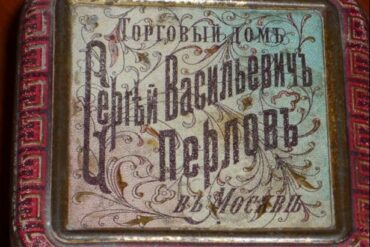 Торговый домъ
Сергѣй Васильевичъ
Перловъ
въ Москвѣ